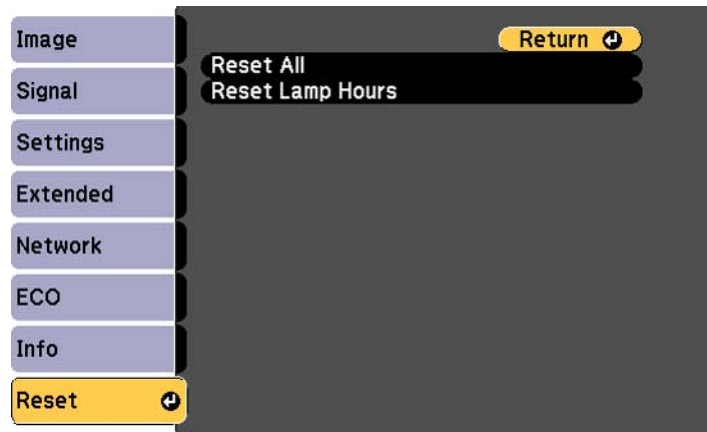 Image
Signal
Settings
Extended
Network
ECO
Info
Reset
Return
Reset All
Reset Lamp Hours